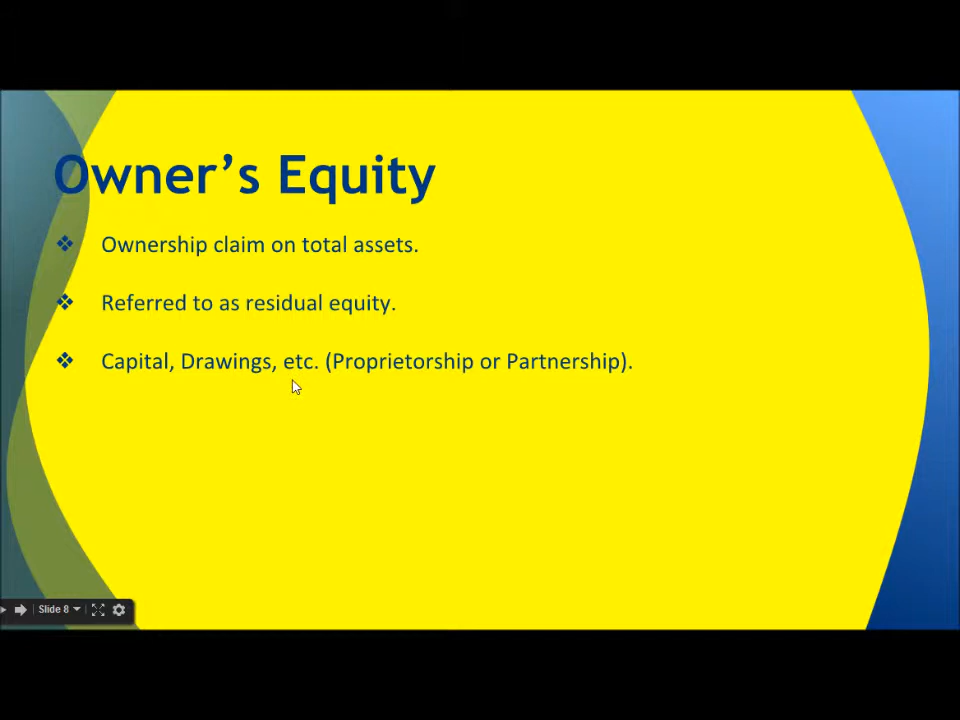 Owner’s Equity
❖ Ownership claim on total assets.
❖ Referred to as residual equity.
❖ Capital, Drawings, etc. (Proprietorship or Partnership).
Slide 8